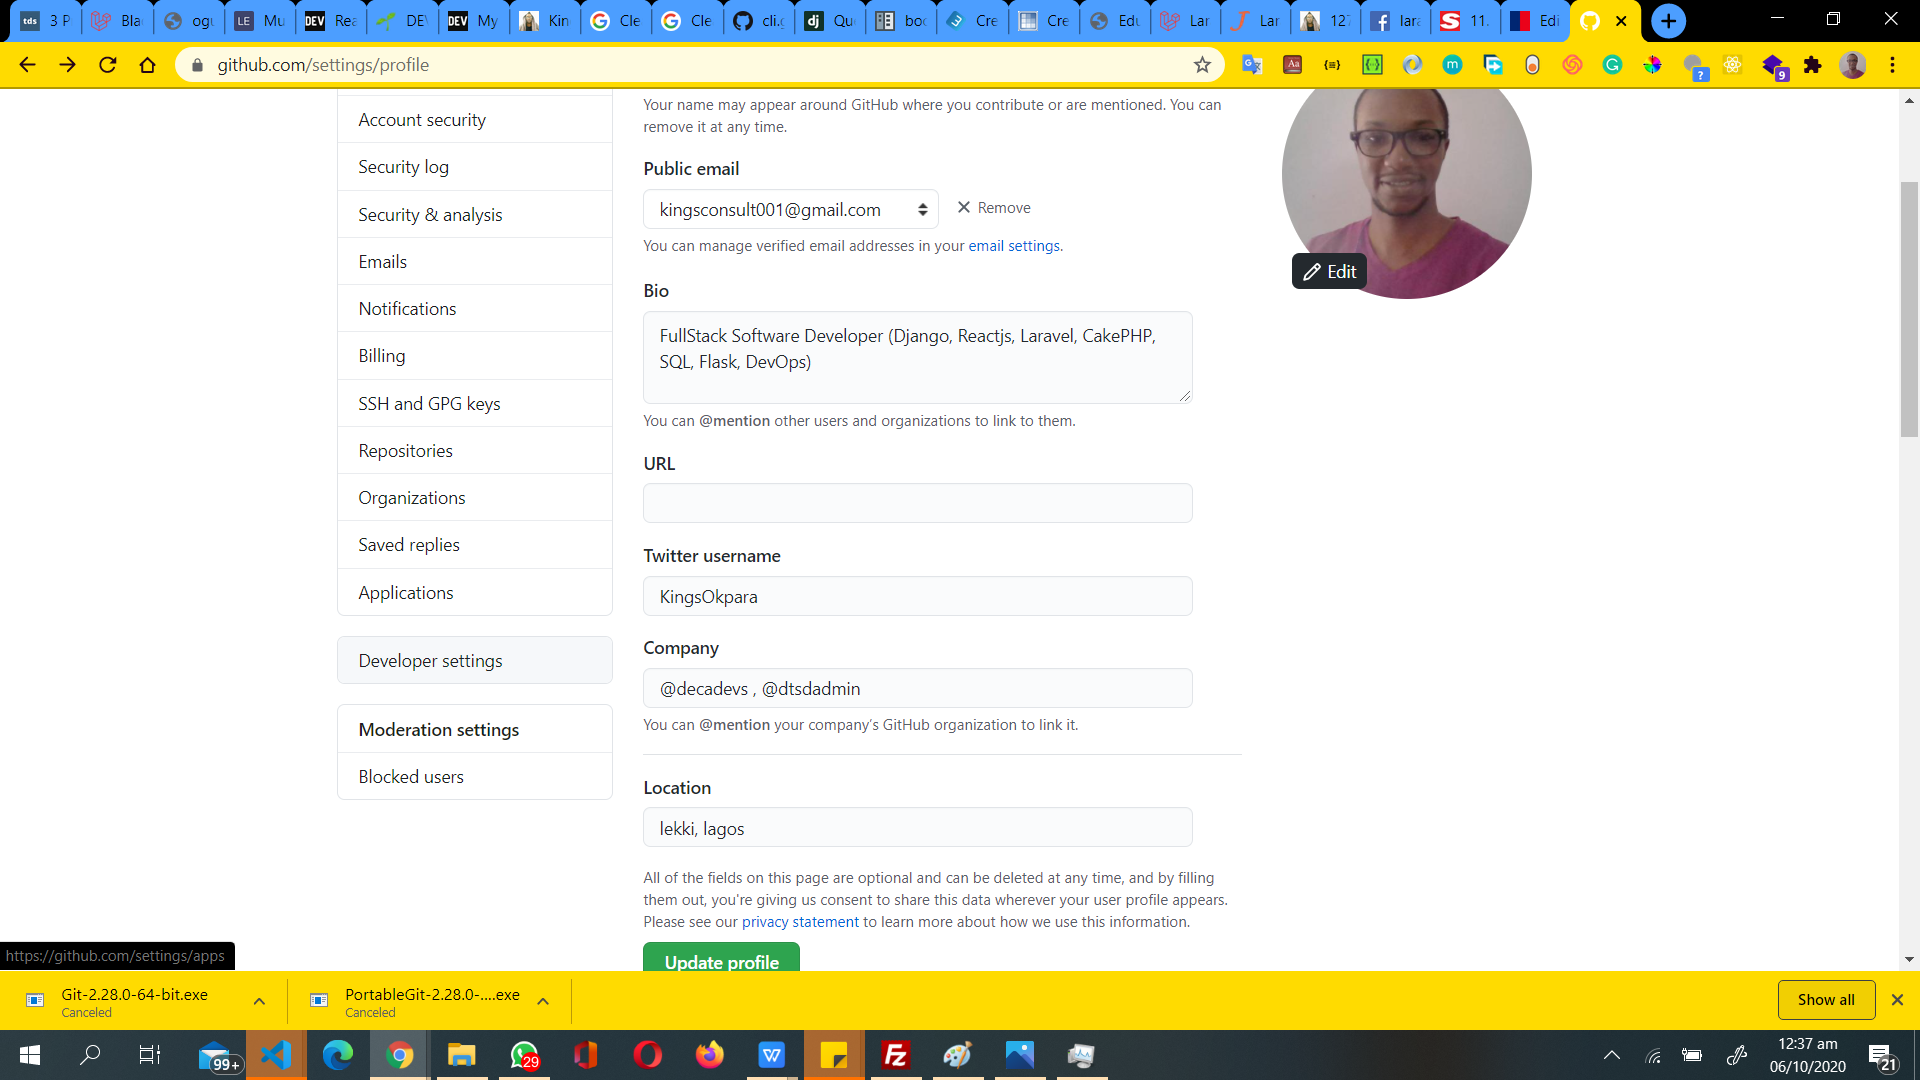 tds 3 P
Bla
ogu
LE Mu
DEV Rea
DEV
DEV My
Kin
Cle
Cle
cli.g
dj Que
boo
Cre
Cre
Edu
Lar
Lar
127
lara
S 11.
Edi
github.com/settings/profile
9
Your name may appear around GitHub where you contribute or are mentioned. You can
remove it at any time.
Account security
Security log
Security & analysis
Emails
Notifications
Billing
SSH and GPG keys
Repositories
Organizations
Saved replies
Applications
Developer settings
Moderation settings
Blocked users
Public email
kingsconsult001@gmail.com
Remove
You can manage verified email addresses in your email settings.
Edit
Bio
FullStack Software Developer (Django, Reactjs, Laravel, CakePHP,
SQL, Flask, DevOps)
You can @mention other users and organizations to link to them.
URL
Twitter username
KingsOkpara
Company
@decadevs , @dtsdadmin
You can @mention your company's GitHub organization to link it.
Location
lekki, lagos
All of the fields on this page are optional and can be deleted at any time, and by filling
them out, you're giving us consent to share this data wherever your user profile appears.
Please see our privacy statement to learn more about how we use this information.
Update profile
https://github.com/settings/apps
Git-2.28.0-64-bit.exe
Canceled
PortableGit-2.28.0-....exe
Canceled
Show all
99+
29
W
Fz
12:37 am
06/10/2020
21